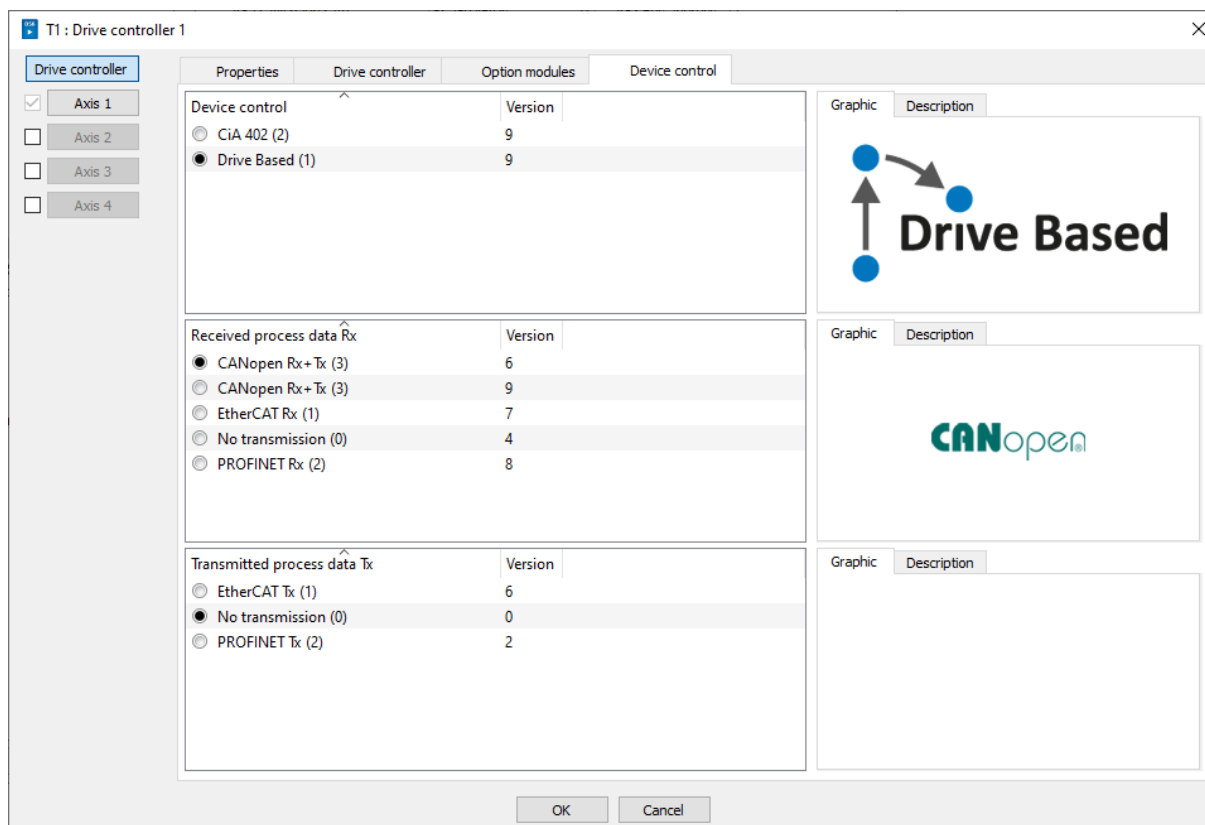 DS6
T1 : Drive controller 1
Drive controller
Axis 1
Axis 2
Axis 3
Axis 4
Properties Drive controller Option modules Device control
Device control Version
CiA 402 (2) 9
Drive Based (1) 9
Graphic Description
Drive Based
Received process data Rx Version
CANopen Rx+Tx (3) 6
CANopen Rx+Tx (3) 9
EtherCAT Rx (1) 7
No transmission (0) 4
PROFINET Rx (2) 8
Graphic Description
CANopen®
Transmitted process data Tx Version
EtherCAT Tx (1) 6
No transmission (0) 0
PROFINET Tx (2) 2
Graphic Description
OK Cancel